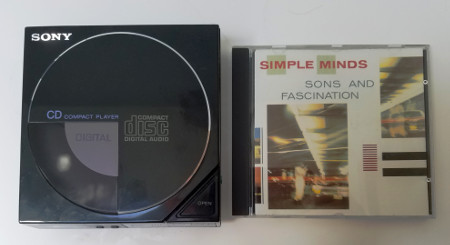 SONY
CD COMPACT PLAYER
DIGITAL
COMPACT
disc
DIGITAL AUDIO
OPEN
SIMPLE MINDS
SONS AND
FASCINATION